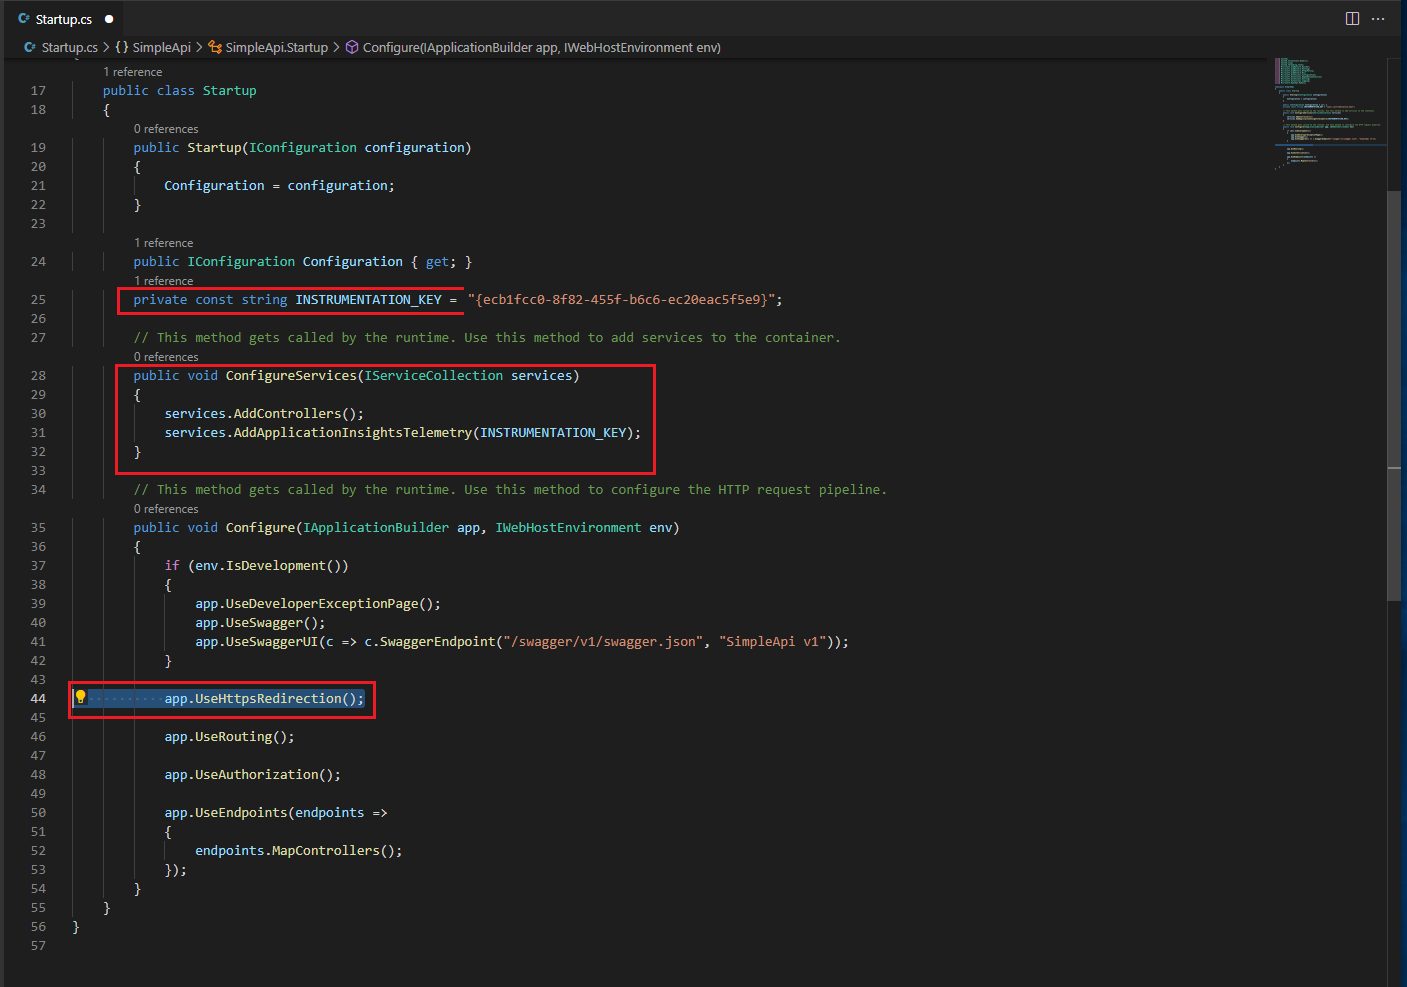 Startup.cs
Startup.cs > {} SimpleApi > SimpleApi.Startup > Configure(IApplicationBuilder app, IWebHostEnvironment env)
1 reference
17 public class Startup
18 {
0 references
19 public Startup(IConfiguration configuration)
20 {
21 Configuration = configuration;
22 }
23
1 reference
24 public IConfiguration Configuration { get; }
1 reference
25 private const string INSTRUMENTATION_KEY = "{ecb1fcc0-8f82-455f-b6c6-ec20eac5f5e9}";
26
27 // This method gets called by the runtime. Use this method to add services to the container.
0 references
28 public void ConfigureServices(IServiceCollection services)
29 {
30 services.AddControllers();
31 services.AddApplicationInsightsTelemetry(INSTRUMENTATION_KEY);
32 }
33
34 // This method gets called by the runtime. Use this method to configure the HTTP request pipeline.
0 references
35 public void Configure(IApplicationBuilder app, IWebHostEnvironment env)
36 {
37 if (env.IsDevelopment())
38 {
39 app.UseDeveloperExceptionPage();
40 app.UseSwagger();
41 app.UseSwaggerUI(c => c.SwaggerEndpoint("/swagger/v1/swagger.json", "SimpleApi v1"));
42 }
43
44 app.UseHttpsRedirection();
45
46 app.UseRouting();
47
48 app.UseAuthorization();
49
50 app.UseEndpoints(endpoints =>
51 {
52 endpoints.MapControllers();
53 });
54 }
55 }
56 }
57